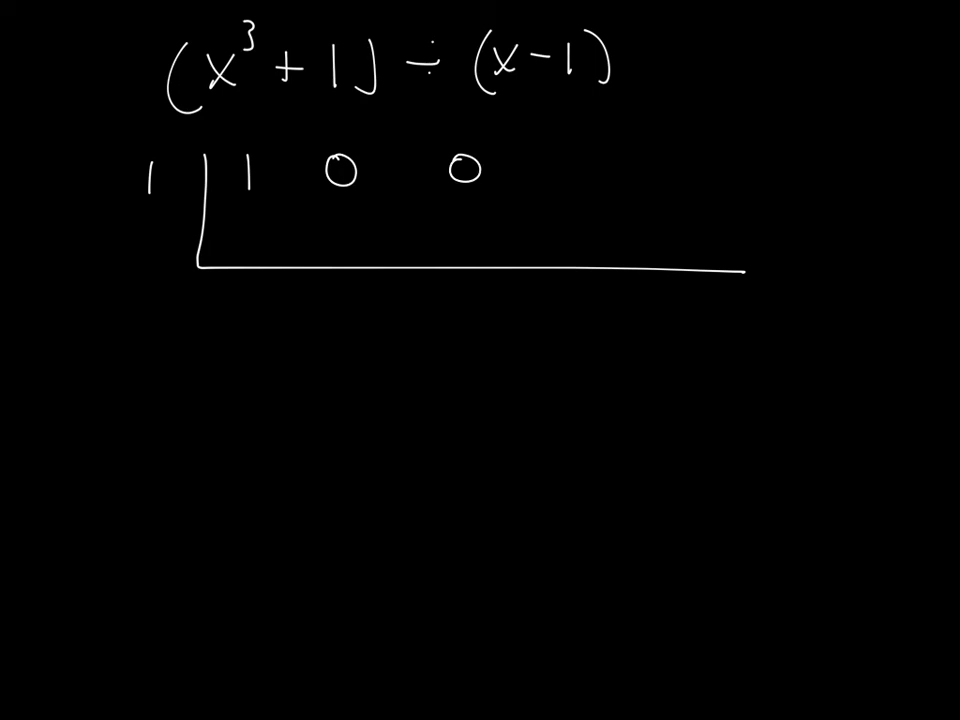 (x³ + 1) ÷ (x - 1)
1 | 1 0 0